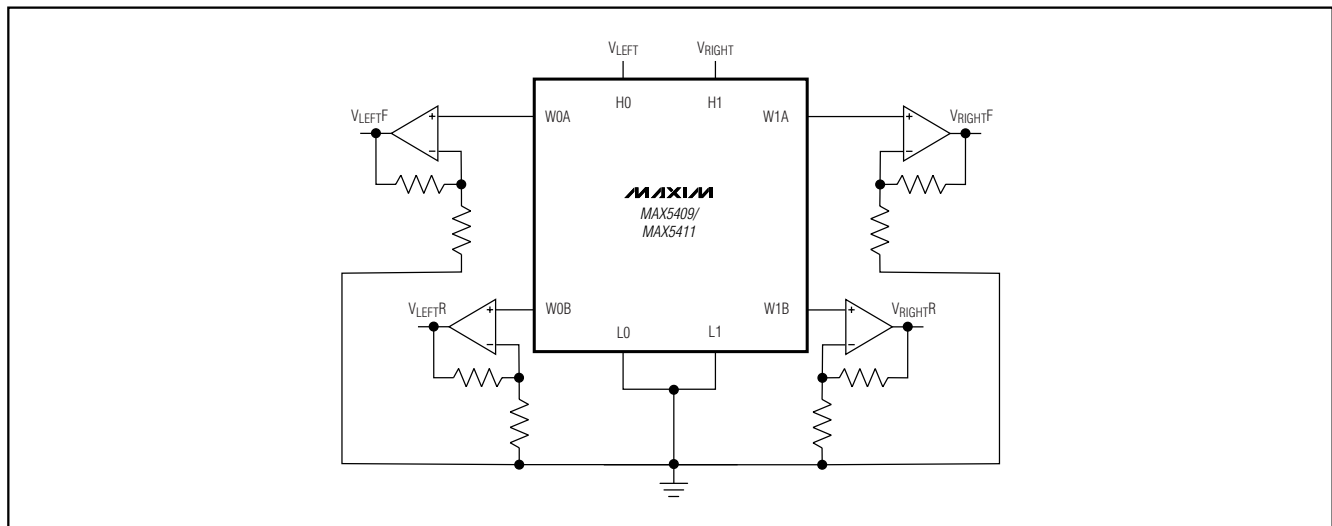 VLEFT VRIGHT
H0 H1
VLEFTF W0A W1A VRIGHTF
+ +
− −
MAXIM
MAX5409/
MAX5411
VLEFTR W0B W1B VRIGHTR
+ +
L0 L1
− −